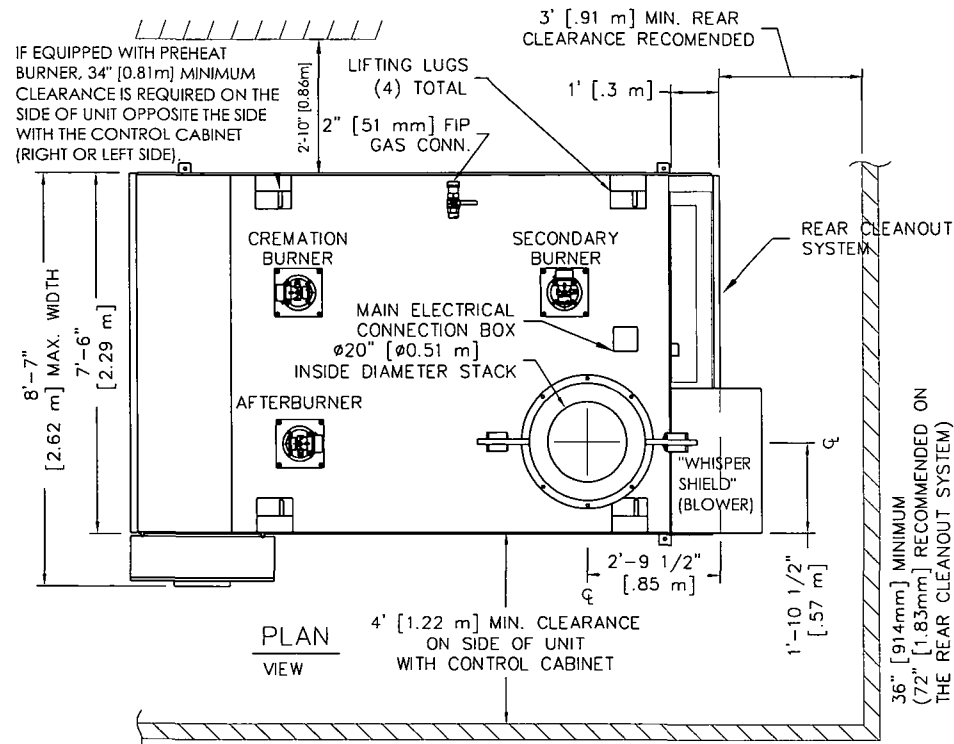 3' [.91 m] MIN. REAR
CLEARANCE RECOMENDED
IF EQUIPPED WITH PREHEAT
BURNER, 34" [0.81m] MINIMUM
CLEARANCE IS REQUIRED ON THE
SIDE OF UNIT OPPOSITE THE SIDE
WITH THE CONTROL CABINET
(RIGHT OR LEFT SIDE).
2'-10" [0.86m]
LIFTING LUGS
(4) TOTAL
1' [.3 m]
2" [51 mm] FIP
GAS CONN.
REAR CLEANOUT
SYSTEM
CREMATION
BURNER
SECONDARY
BURNER
MAIN ELECTRICAL
CONNECTION BOX
ø20" [ø0.51 m]
INSIDE DIAMETER STACK
8'-7"
[2.62 m] MAX. WIDTH
7'-6"
[2.29 m]
AFTERBURNER
"WHISPER
SHIELD"
(BLOWER)
℄
2'-9 1/2"
[.85 m]
℄
1'-10 1/2"
[.57 m]
36" [914mm] MINIMUM
(72" [1.83mm] RECOMMENDED ON
THE REAR CLEANOUT SYSTEM)
PLAN
VIEW
4' [1.22 m] MIN. CLEARANCE
ON SIDE OF UNIT
WITH CONTROL CABINET